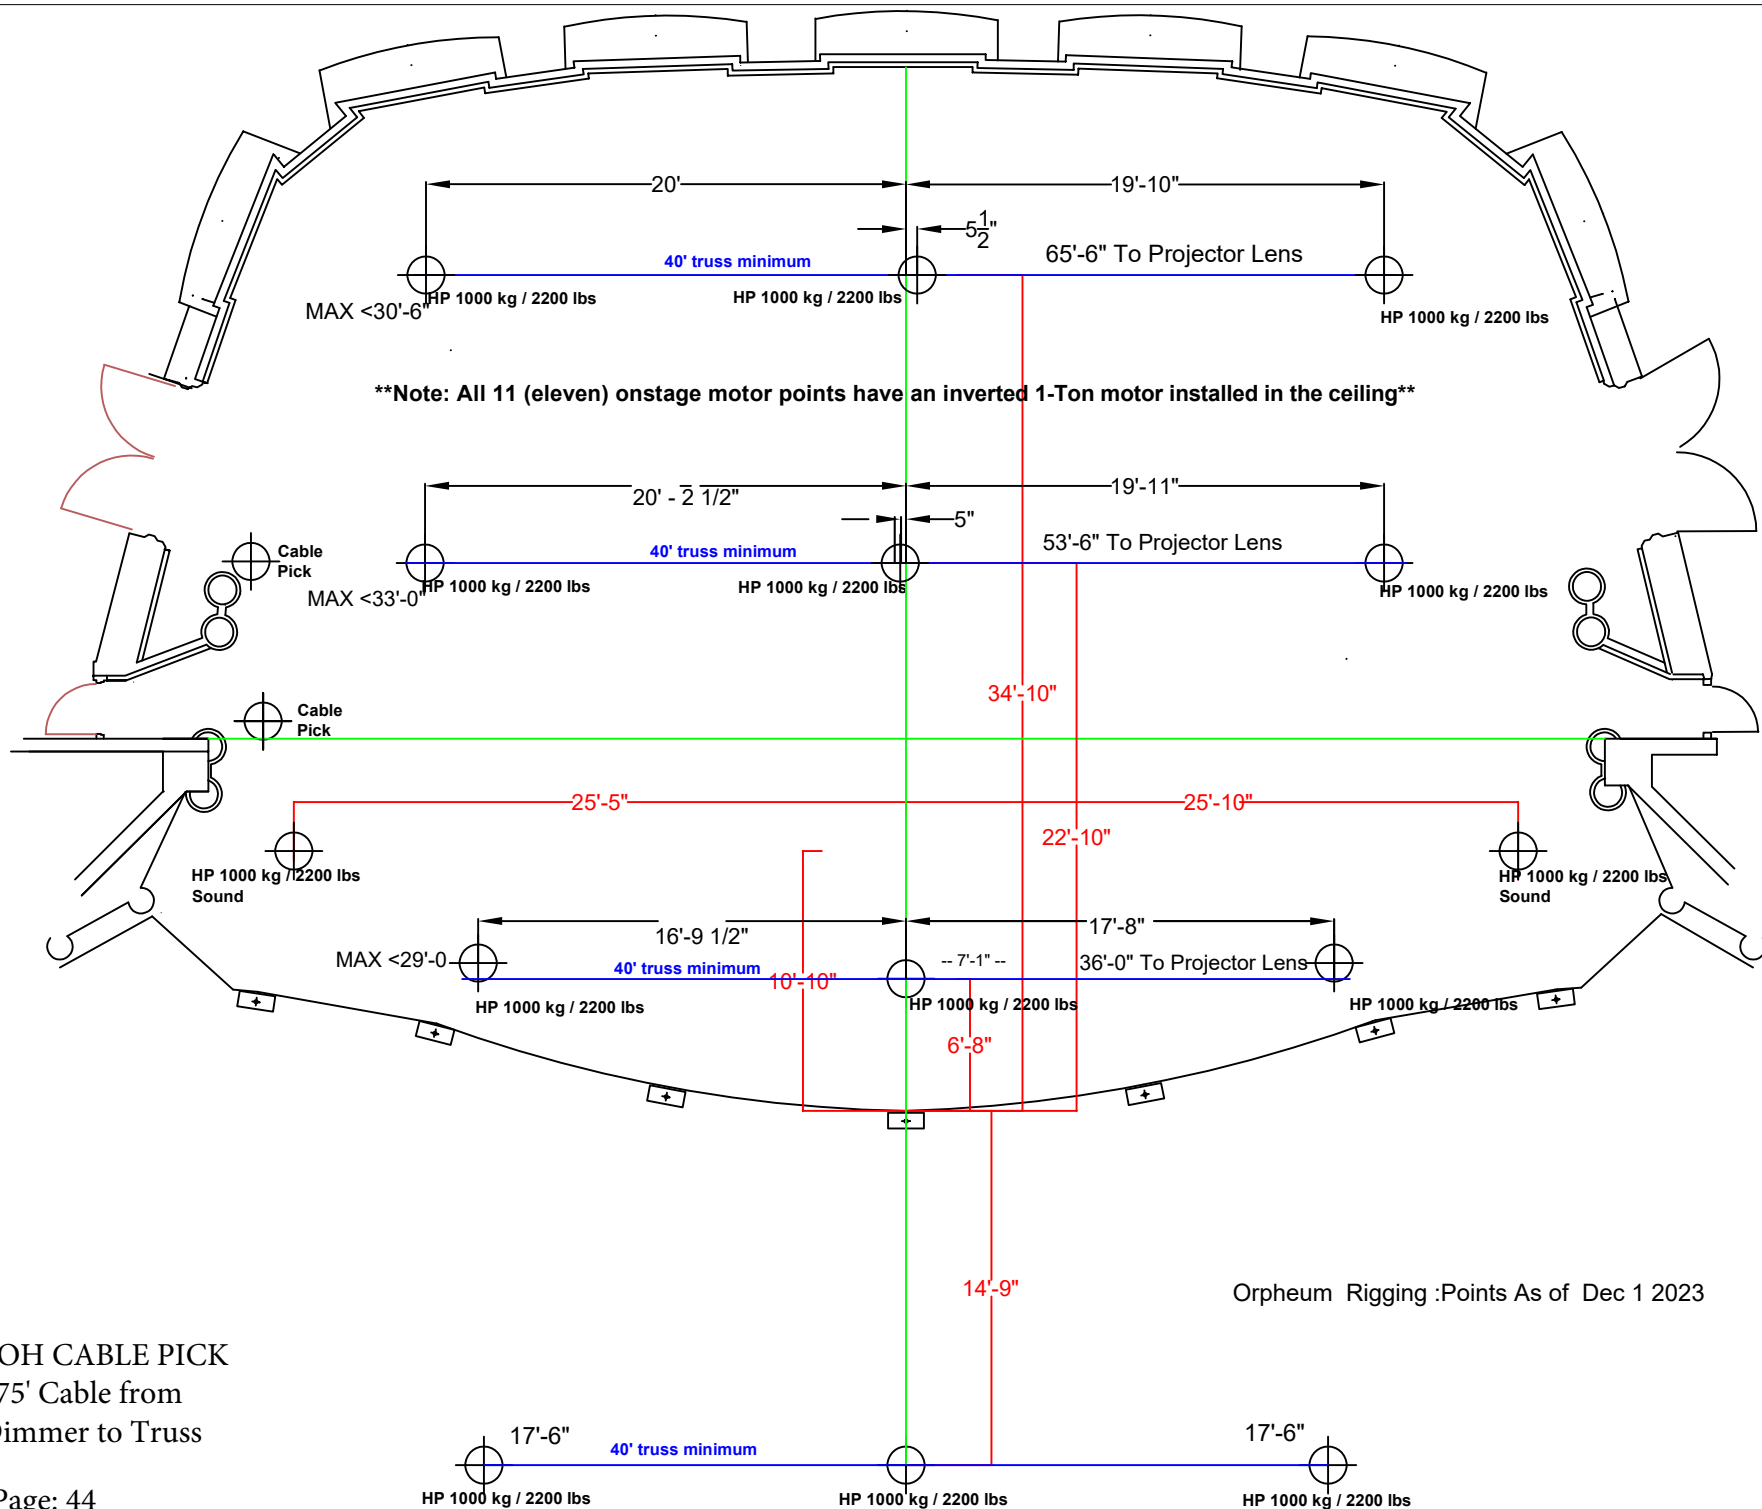 20'
19'-10"
5 1/2"
40' truss minimum
65'-6" To Projector Lens
HP 1000 kg / 2200 lbs
HP 1000 kg / 2200 lbs
MAX <30'-6"
HP 1000 kg / 2200 lbs
**Note: All 11 (eleven) onstage motor points have an inverted 1-Ton motor installed in the ceiling**
20' - 2 1/2"
19'-11"
5"
Cable
Pick
40' truss minimum
53'-6" To Projector Lens
HP 1000 kg / 2200 lbs
HP 1000 kg / 2200 lbs
HP 1000 kg / 2200 lbs
MAX <33'-0"
34'-10"
Cable
Pick
25'-5"
25'-10"
22'-10"
HP 1000 kg / 2200 lbs
Sound
HP 1000 kg / 2200 lbs
Sound
16'-9 1/2"
17'-8"
MAX <29'-0
40' truss minimum
-- 7'-1" --
36'-0" To Projector Lens
10'-10"
HP 1000 kg / 2200 lbs
HP 1000 kg / 2200 lbs
HP 1000 kg / 2200 lbs
6'-8"
14'-9"
Orpheum Rigging :Points As of Dec 1 2023
OH CABLE PICK
75' Cable from
Dimmer to Truss
17'-6"
40' truss minimum
17'-6"
Page: 44
HP 1000 kg / 2200 lbs
HP 1000 kg / 2200 lbs
HP 1000 kg / 2200 lbs